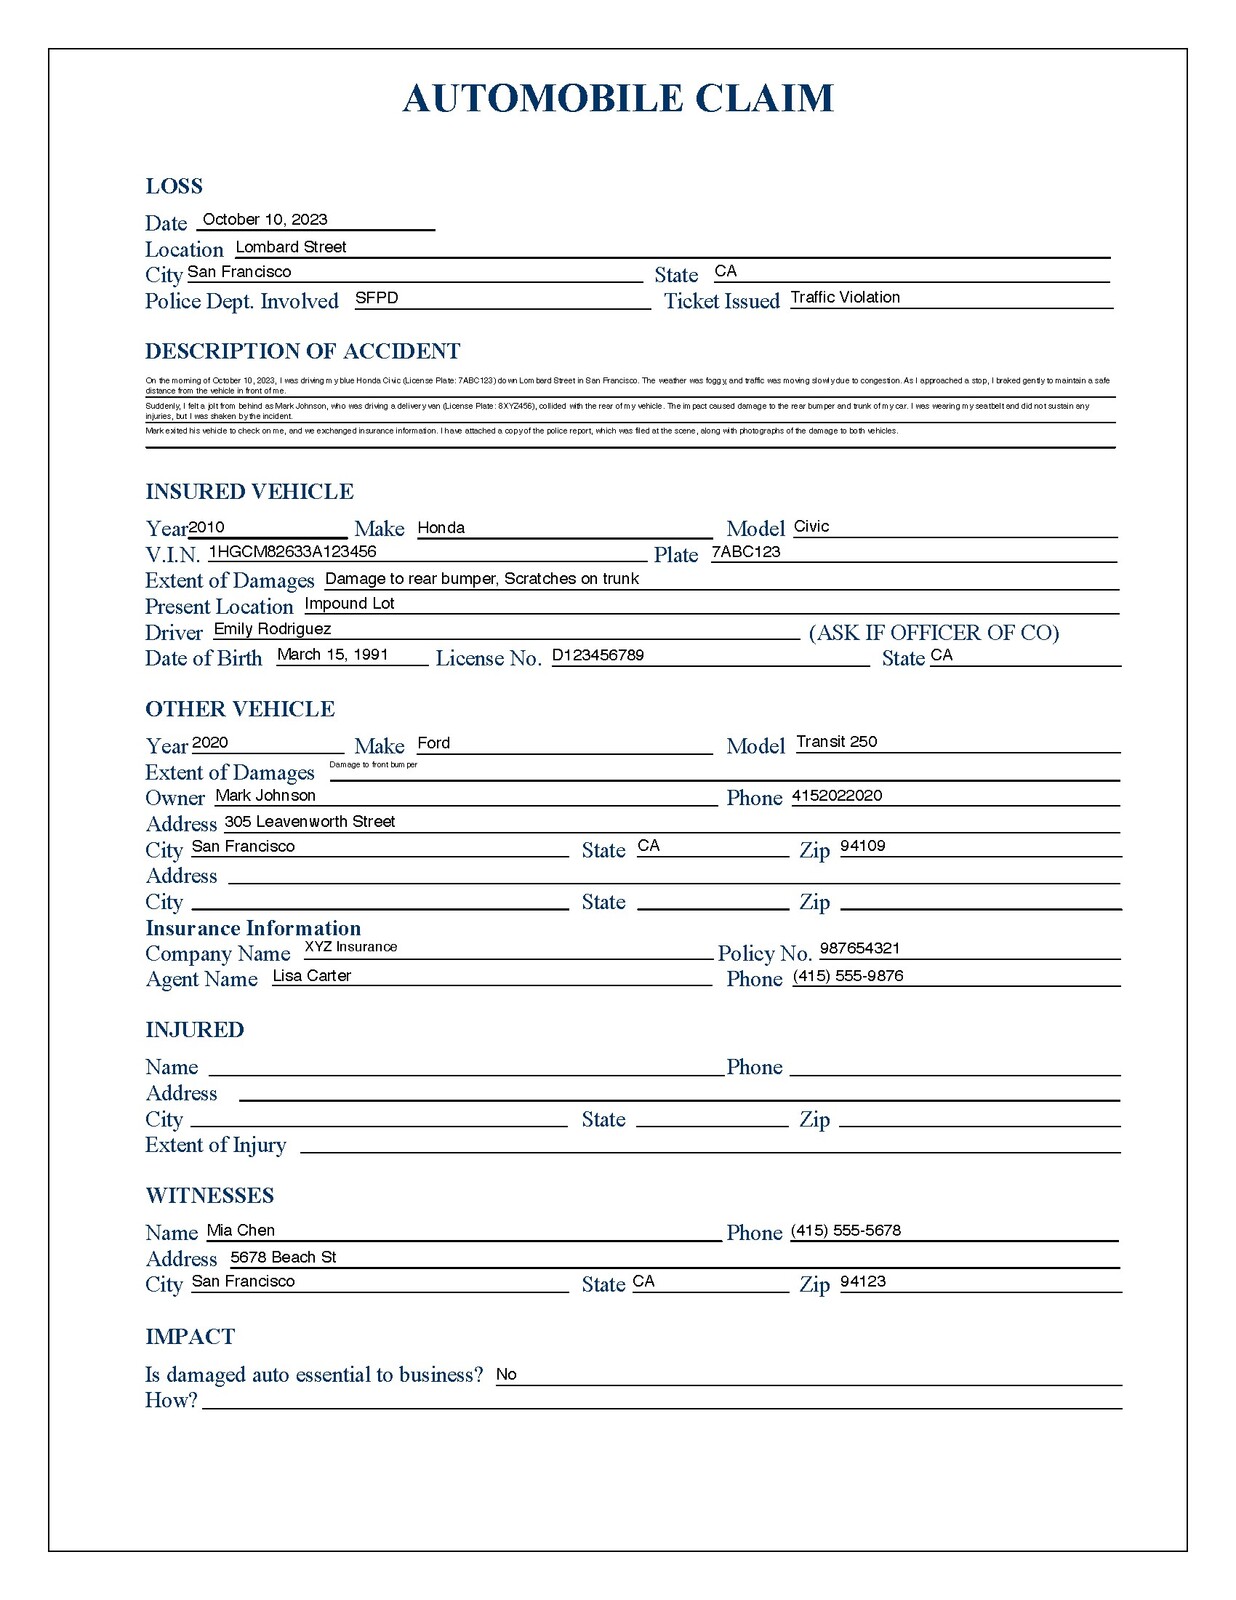 AUTOMOBILE CLAIM
LOSS
Date October 10, 2023
Location Lombard Street
City San Francisco State CA
Police Dept. Involved SFPD Ticket Issued Traffic Violation
DESCRIPTION OF ACCIDENT
On the morning of October 10, 2023, I was driving my blue Honda Civic (License Plate: 7ABC123) down Lombard Street in San Francisco. The weather was foggy, and traffic was moving slowly due to congestion. As I approached a stop, I braked gently to maintain a safe
distance from the vehicle in front of me.
Suddenly, I felt a jolt from behind as Mark Johnson, who was driving a delivery van (License Plate: 8XYZ456), collided with the rear of my vehicle. The impact caused damage to the rear bumper and trunk of my car. I was wearing my seatbelt and did not sustain any
injuries, but I was shaken by the incident.
Mark exited his vehicle to check on me, and we exchanged insurance information. I have attached a copy of the police report, which was filed at the scene, along with photographs of the damage to both vehicles.
INSURED VEHICLE
Year 2010 Make Honda Model Civic
V.I.N. 1HGCM82633A123456 Plate 7ABC123
Extent of Damages Damage to rear bumper, Scratches on trunk
Present Location Impound Lot
Driver Emily Rodriguez (ASK IF OFFICER OF CO)
Date of Birth March 15, 1991 License No. D123456789 State CA
OTHER VEHICLE
Year 2020 Make Ford Model Transit 250
Extent of Damages Damage to front bumper
Owner Mark Johnson Phone 4152022020
Address 305 Leavenworth Street
City San Francisco State CA Zip 94109
Address
City State Zip
Insurance Information
Company Name XYZ Insurance Policy No. 987654321
Agent Name Lisa Carter Phone (415) 555-9876
INJURED
Name Phone
Address
City State Zip
Extent of Injury
WITNESSES
Name Mia Chen Phone (415) 555-5678
Address 5678 Beach St
City San Francisco State CA Zip 94123
IMPACT
Is damaged auto essential to business? No
How?